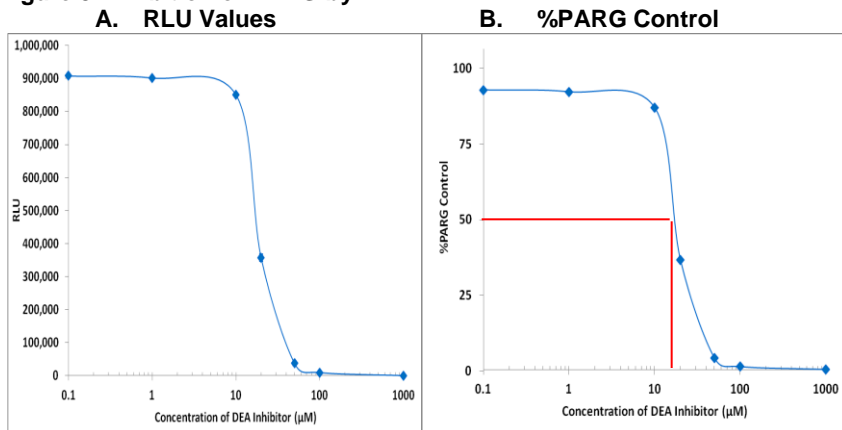 A. RLU Values
B. %PARG Control
1,000,000
900,000
800,000
700,000
600,000
500,000
400,000
300,000
200,000
100,000
0
RLU
0.1 1 10 100 1000
Concentration of DEA Inhibitor (µM)
100
75
50
25
0
%PARG Control
0.1 1 10 100 1000
Concentration of DEA Inhibitor (µM)